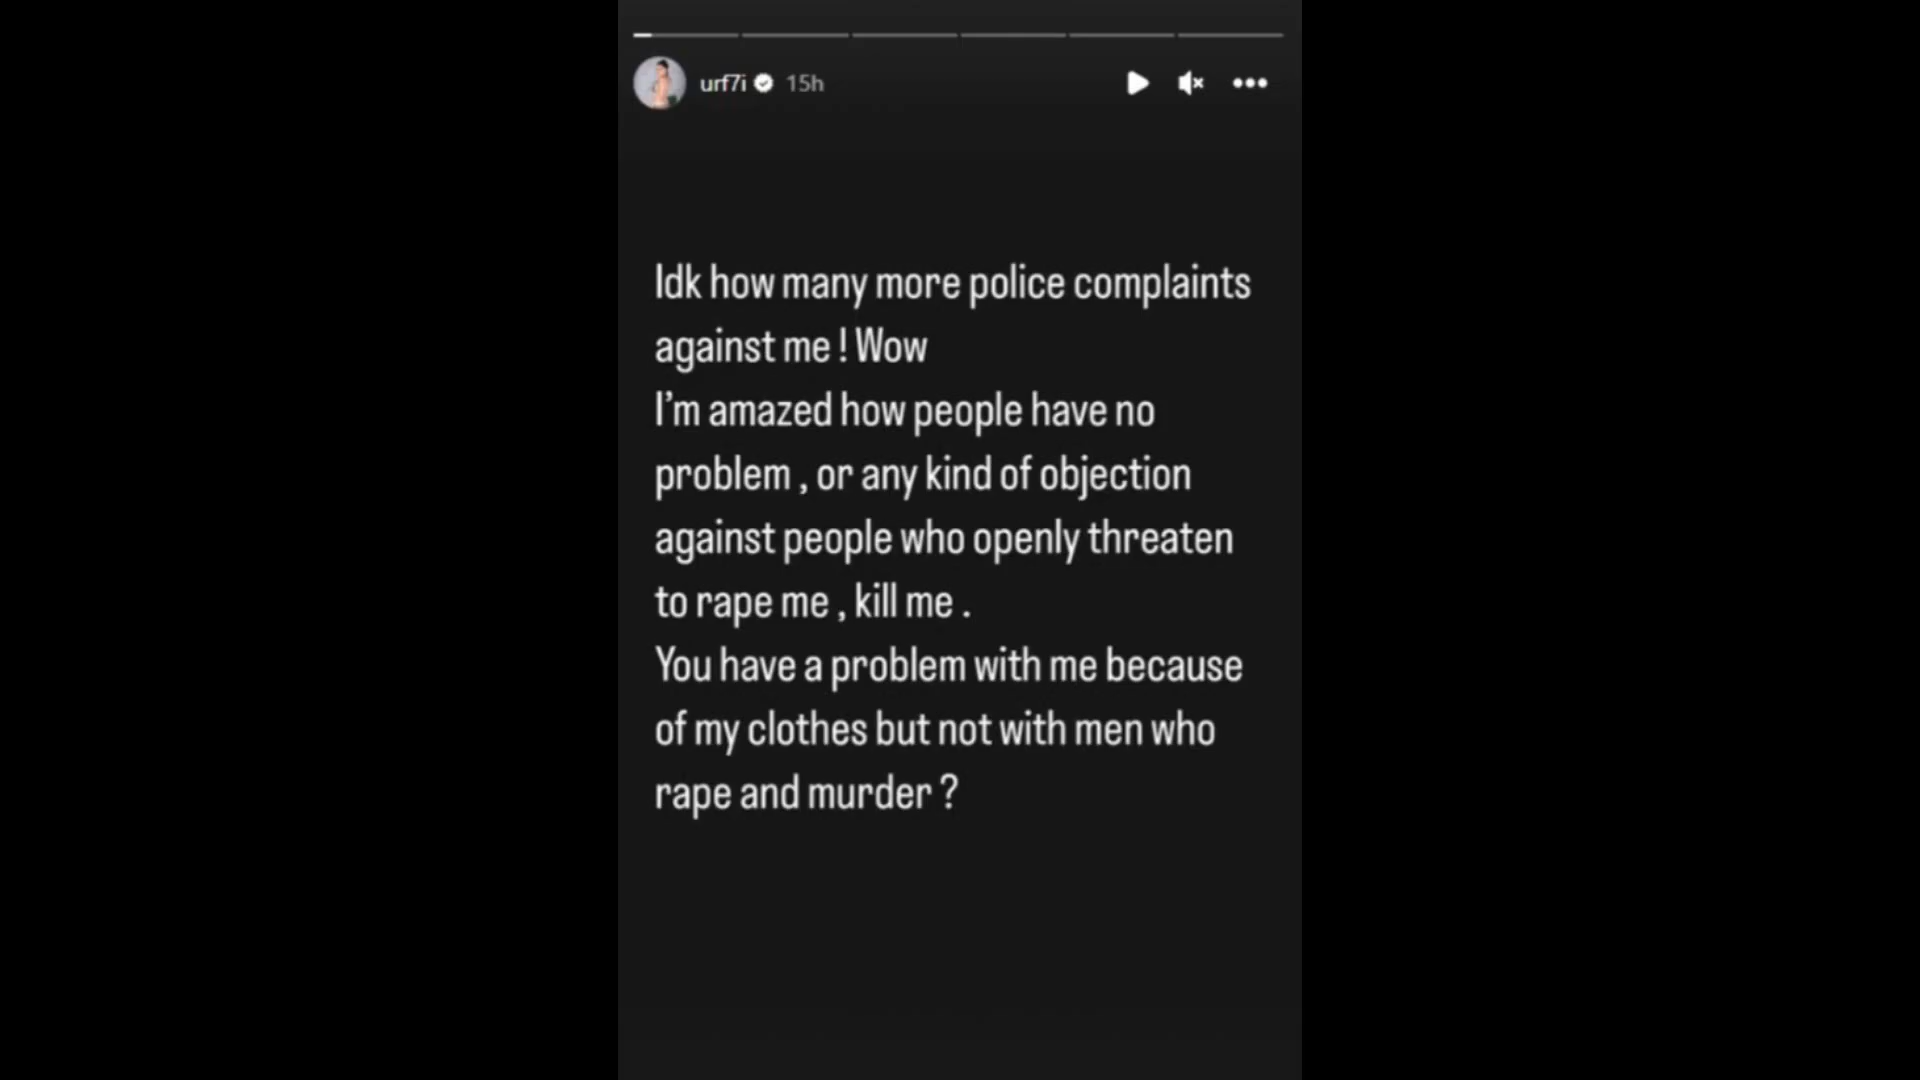 urf7i 15h
Idk how many more police complaints
against me ! Wow
I'm amazed how people have no
problem , or any kind of objection
against people who openly threaten
to rape me , kill me .
You have a problem with me because
of my clothes but not with men who
rape and murder ?